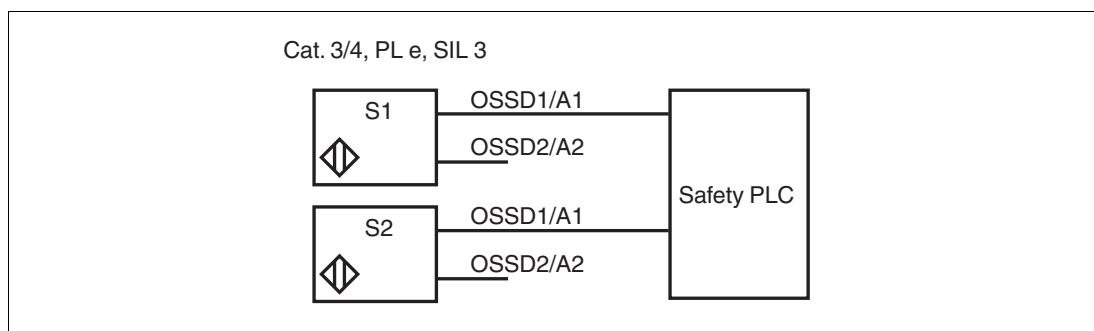 Cat. 3/4, PL e, SIL 3
S1
OSSD1/A1
OSSD2/A2
S2
OSSD1/A1
OSSD2/A2
Safety PLC